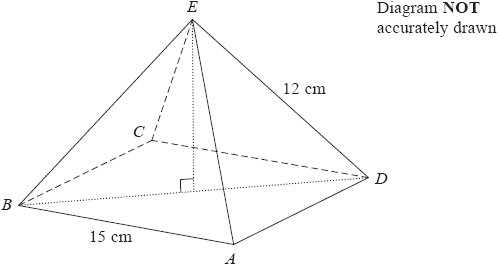 E
Diagram NOT
accurately drawn
12 cm
C
D
B
15 cm
A